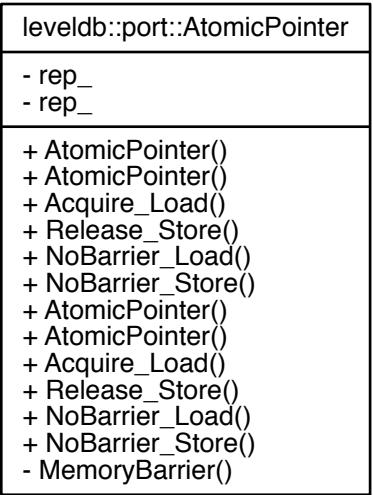 leveldb::port::AtomicPointer
- rep_
- rep_
+ AtomicPointer()
+ AtomicPointer()
+ Acquire_Load()
+ Release_Store()
+ NoBarrier_Load()
+ NoBarrier_Store()
+ AtomicPointer()
+ AtomicPointer()
+ Acquire_Load()
+ Release_Store()
+ NoBarrier_Load()
+ NoBarrier_Store()
- MemoryBarrier()